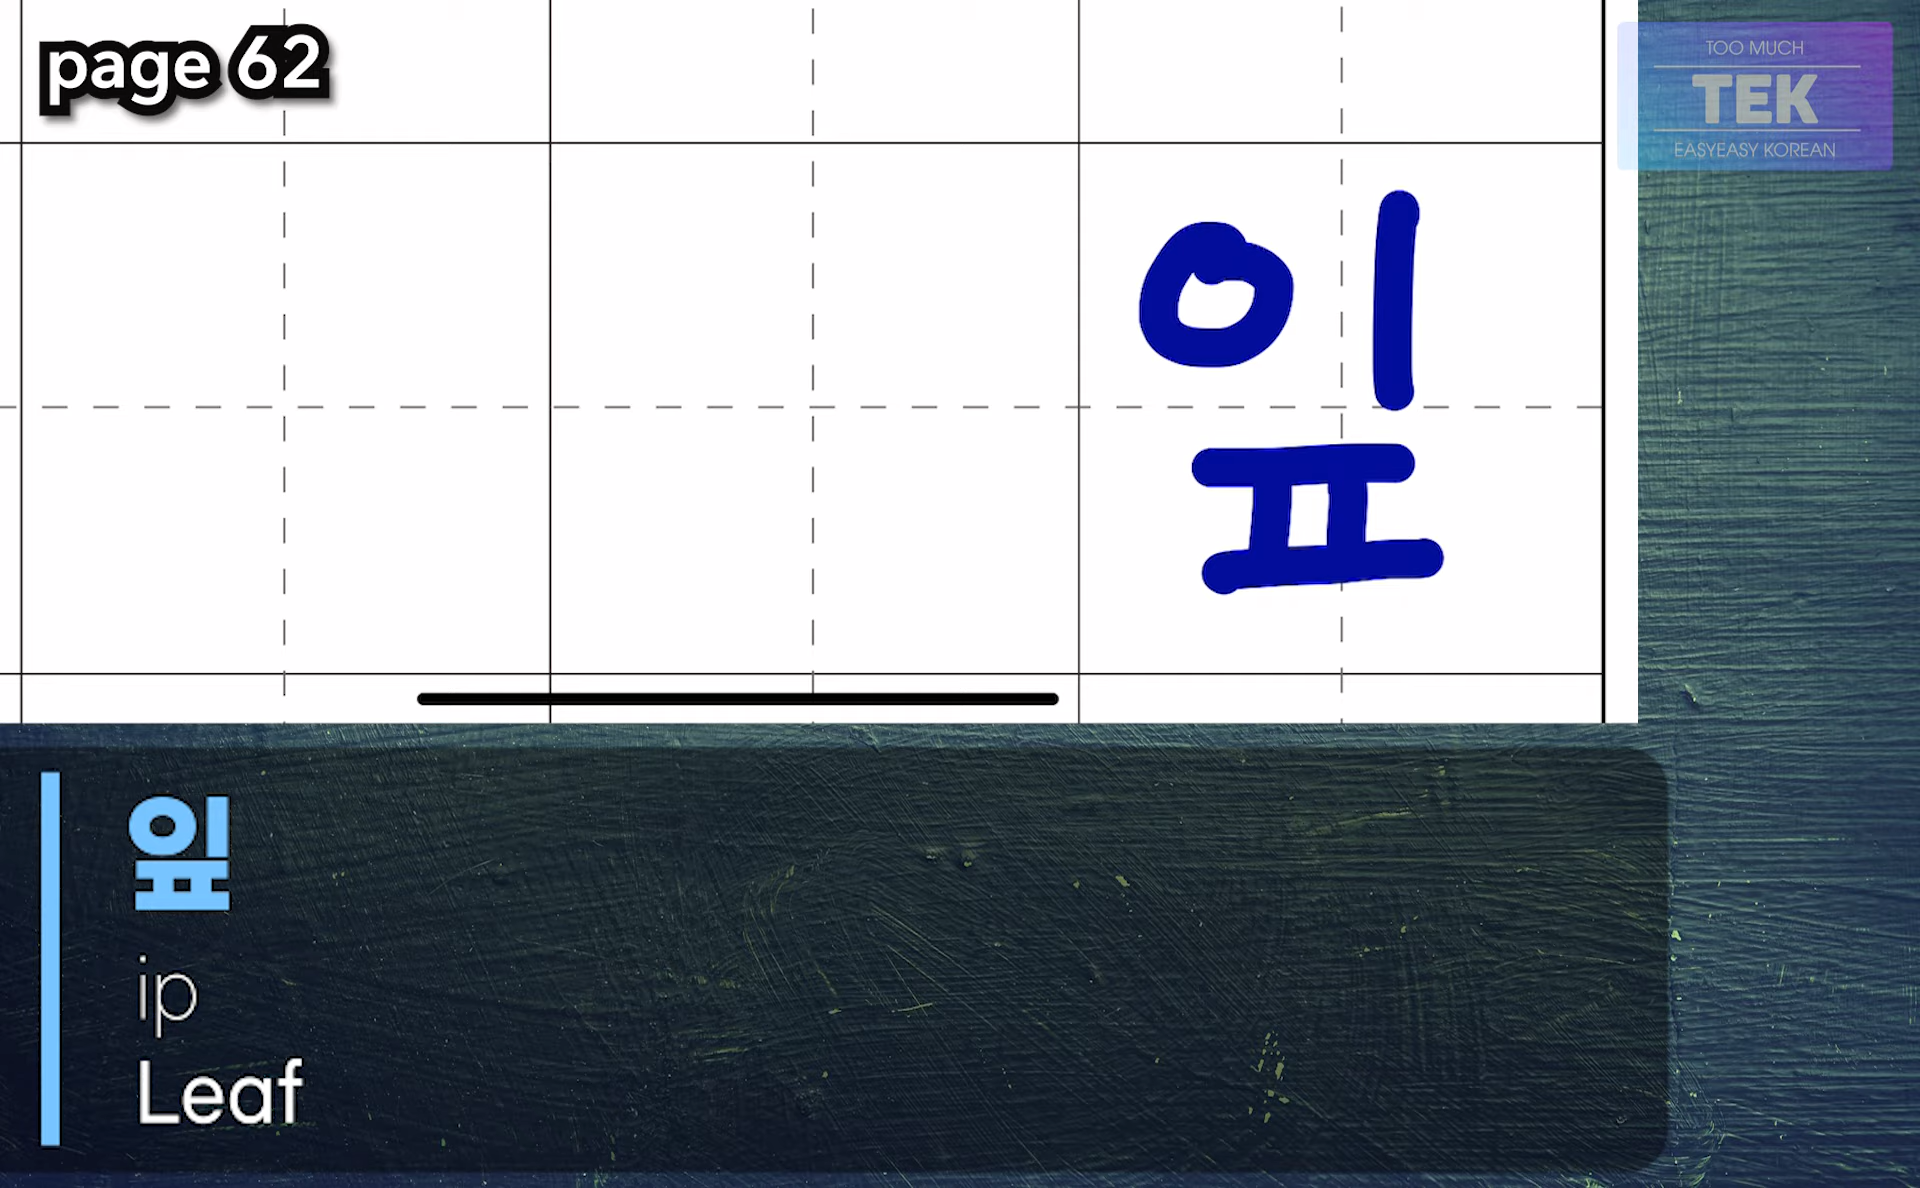 page 62
TOO MUCH
TEK
EASYEASY KOREAN
잎
잎
ip
Leaf